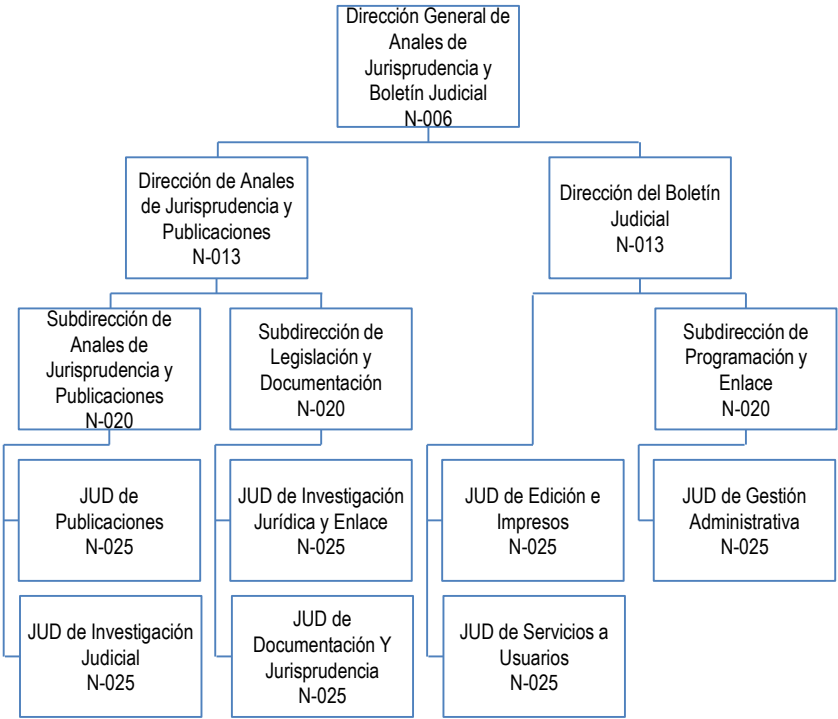 Dirección General de
Anales de
Jurisprudencia y
Boletín Judicial
N-006
Dirección de Anales
de Jurisprudencia y
Publicaciones
N-013
Dirección del Boletín
Judicial
N-013
Subdirección de
Anales de
Jurisprudencia y
Publicaciones
N-020
Subdirección de
Legislación y
Documentación
N-020
Subdirección de
Programación y
Enlace
N-020
JUD de
Publicaciones
N-025
JUD de Investigación
Jurídica y Enlace
N-025
JUD de Edición e
Impresos
N-025
JUD de Gestión
Administrativa
N-025
JUD de Investigación
Judicial
N-025
JUD de
Documentación Y
Jurisprudencia
N-025
JUD de Servicios a
Usuarios
N-025